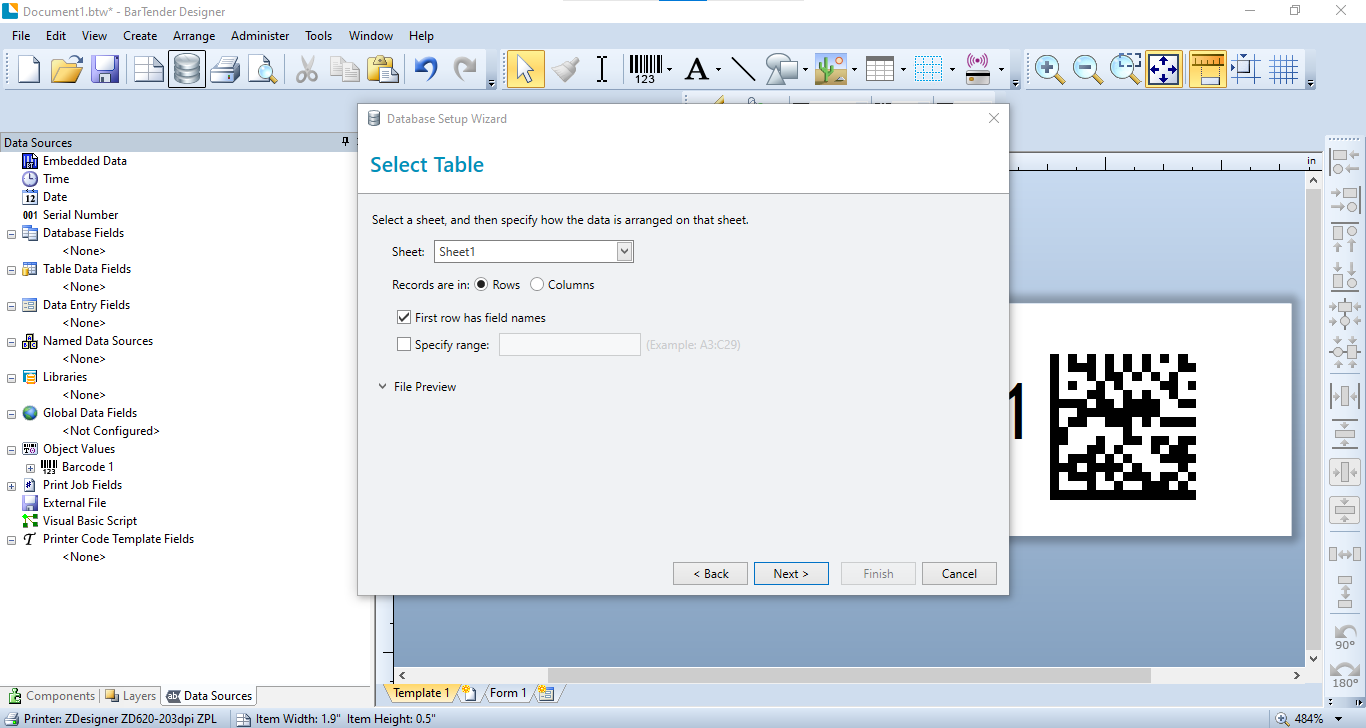 Document1.btw* - BarTender Designer
File Edit View Create Arrange Administer Tools Window Help
123
Data Sources
Embedded Data
Time
12 Date
001 Serial Number
Database Fields
<None>
Table Data Fields
<None>
Data Entry Fields
<None>
Named Data Sources
<None>
Libraries
<None>
Global Data Fields
<Not Configured>
Object Values
123 Barcode 1
Print Job Fields
External File
Visual Basic Script
Printer Code Template Fields
<None>
Database Setup Wizard
Select Table
Select a sheet, and then specify how the data is arranged on that sheet.
Sheet: Sheet1
Records are in: Rows Columns
First row has field names
Specify range: (Example: A3:C29)
File Preview
< Back Next > Finish Cancel
in
1
90°
180°
Components Layers Data Sources
Template 1 Form 1
Printer: ZDesigner ZD620-203dpi ZPL Item Width: 1.9" Item Height: 0.5" 484%